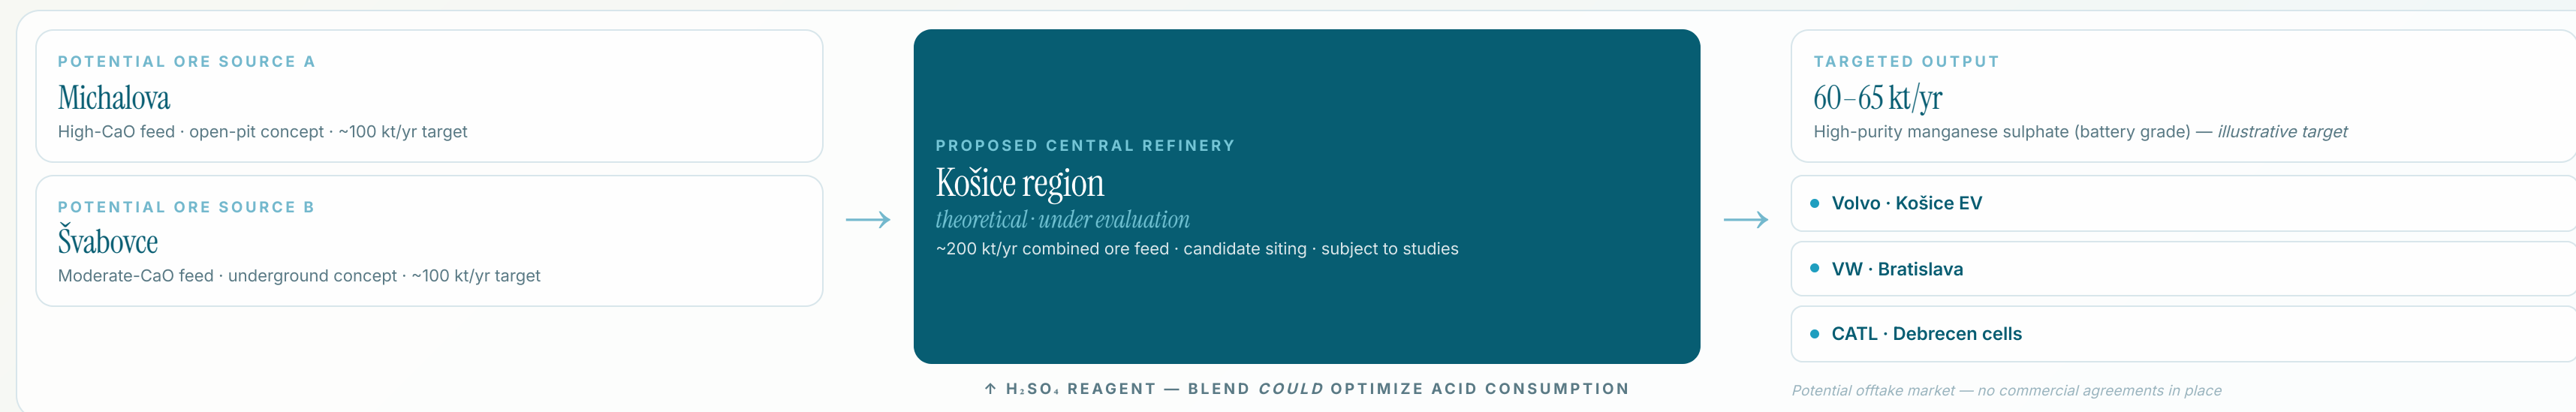 POTENTIAL ORE SOURCE A
Michalova
High-CaO feed · open-pit concept · ~100 kt/yr target
POTENTIAL ORE SOURCE B
Švabovce
Moderate-CaO feed · underground concept · ~100 kt/yr target
→
PROPOSED CENTRAL REFINERY
Košice region
theoretical · under evaluation
~200 kt/yr combined ore feed · candidate siting · subject to studies
↑ H₂SO₄ REAGENT — BLEND COULD OPTIMIZE ACID CONSUMPTION
→
TARGETED OUTPUT
60–65 kt/yr
High-purity manganese sulphate (battery grade) — illustrative target
Volvo · Košice EV
VW · Bratislava
CATL · Debrecen cells
Potential offtake market — no commercial agreements in place